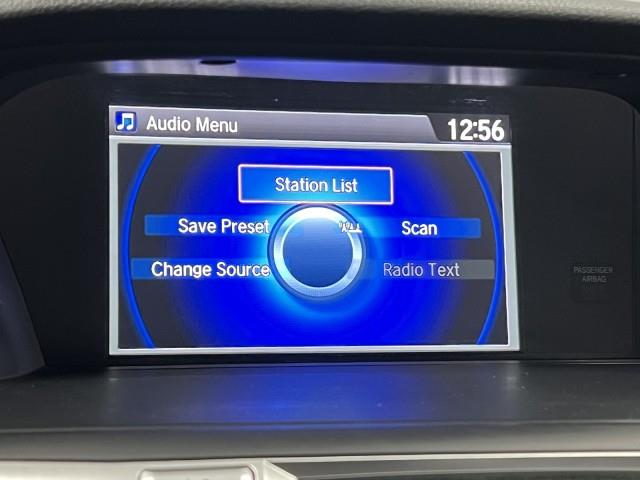 Audio Menu
12:56
Station List
Save Preset
Scan
Change Source
Radio Text
PASSENGER
AIRBAG